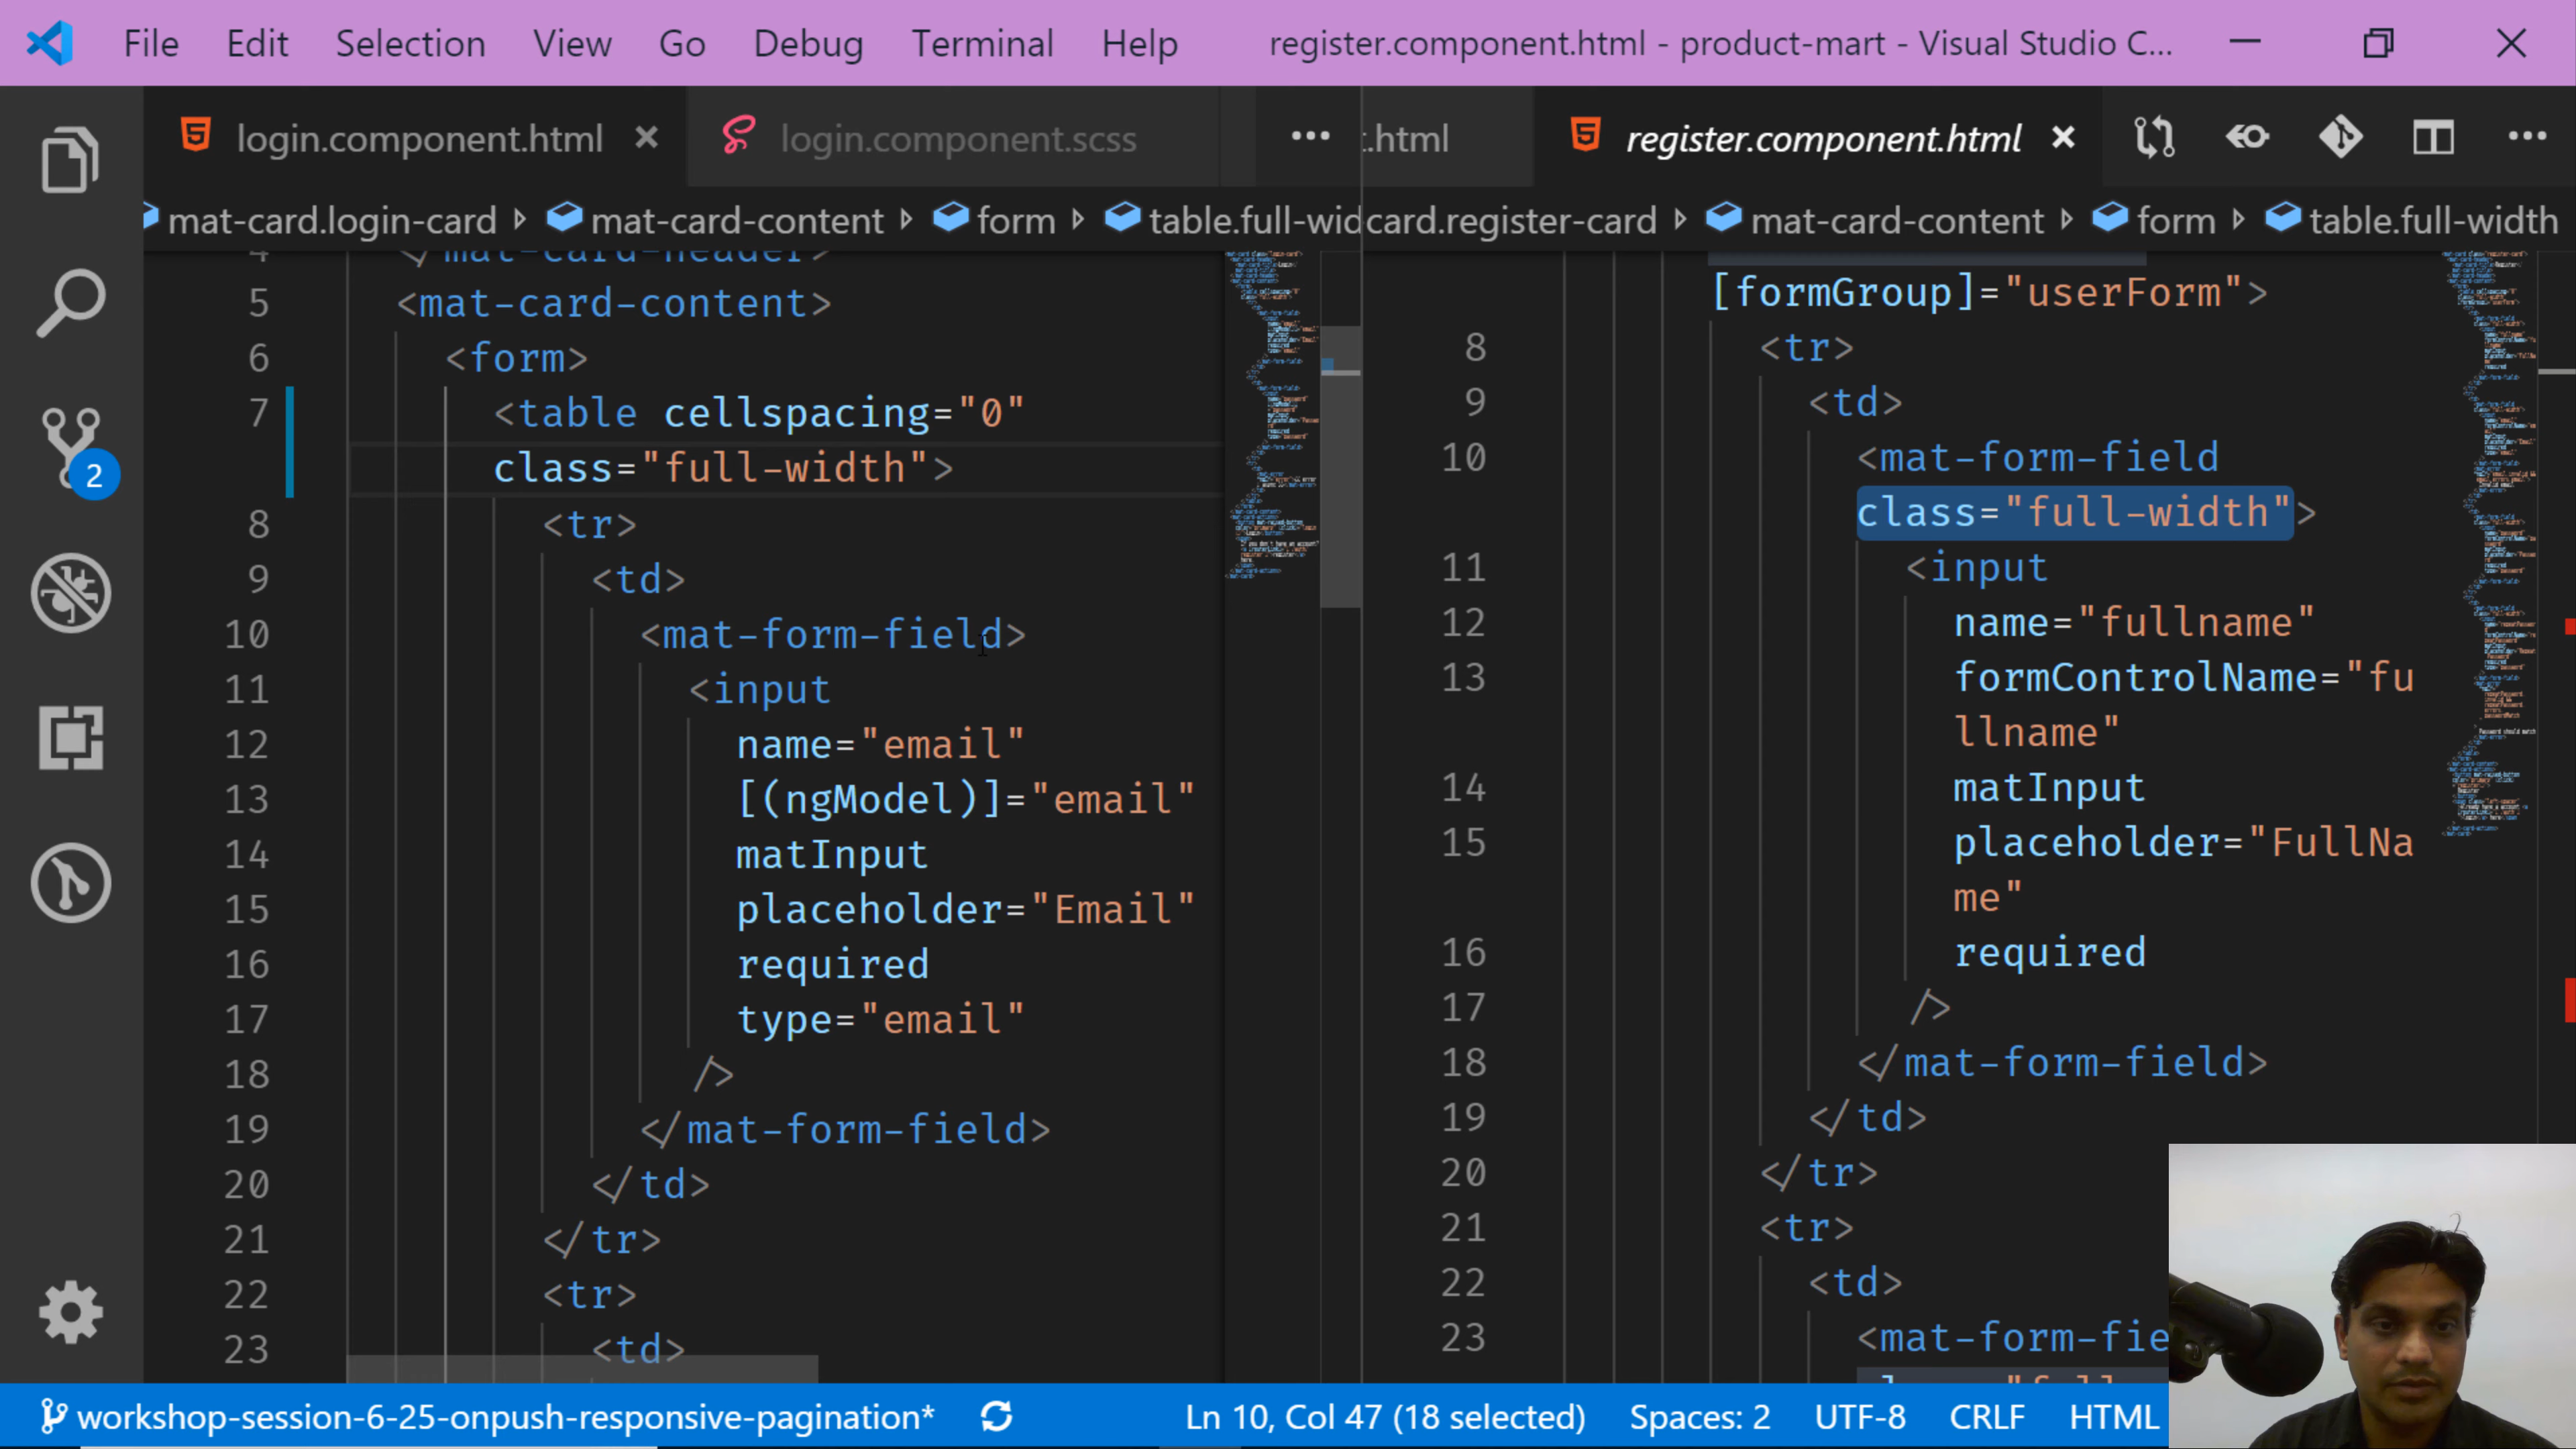 File Edit Selection View Go Debug Terminal Help register.component.html - product-mart - Visual Studio C...
login.component.html login.component.scss ... t.html register.component.html
mat-card.login-card mat-card-content form table.full-wid card.register-card mat-card-content form table.full-width
4 </mat-card-header>
5 <mat-card-content>
6 <form>
7 <table cellspacing="0"
class="full-width">
8 <tr>
9 <td>
10 <mat-form-field>
11 <input
12 name="email"
13 [(ngModel)]="email"
14 matInput
15 placeholder="Email"
16 required
17 type="email"
18 />
19 </mat-form-field>
20 </td>
21 </tr>
22 <tr>
23 <td>
[formGroup]="userForm">
8 <tr>
9 <td>
10 <mat-form-field
class="full-width">
11 <input
12 name="fullname"
13 formControlName="fu
llname"
14 matInput
15 placeholder="FullNa
me"
16 required
17 />
18 </mat-form-field>
19 </td>
20 </tr>
21 <tr>
22 <td>
23 <mat-form-fie
2
workshop-session-6-25-onpush-responsive-pagination* Ln 10, Col 47 (18 selected) Spaces: 2 UTF-8 CRLF HTML